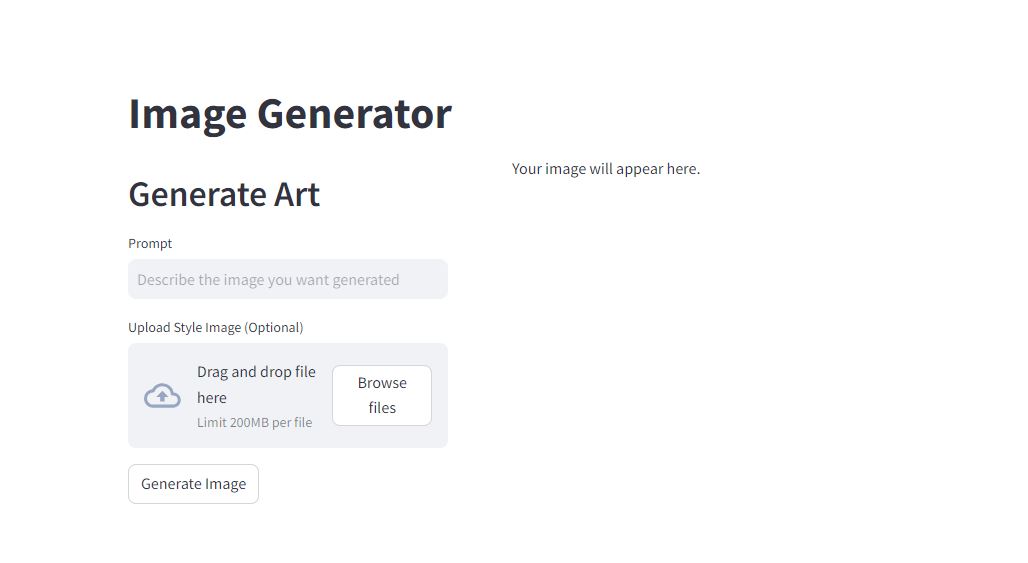 Image Generator
Generate Art
Prompt
Describe the image you want generated
Upload Style Image (Optional)
Drag and drop file
here
Limit 200MB per file
Browse
files
Generate Image
Your image will appear here.